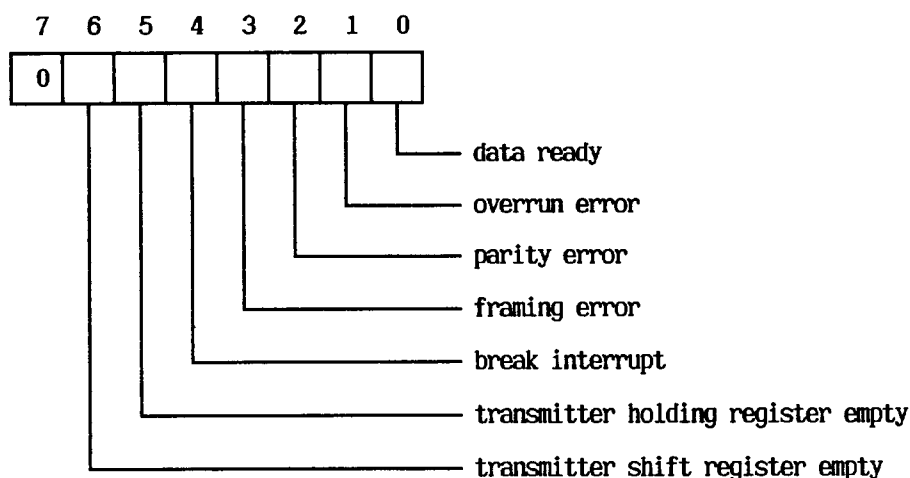 7 6 5 4 3 2 1 0
0
data ready
overrun error
parity error
framing error
break interrupt
transmitter holding register empty
transmitter shift register empty